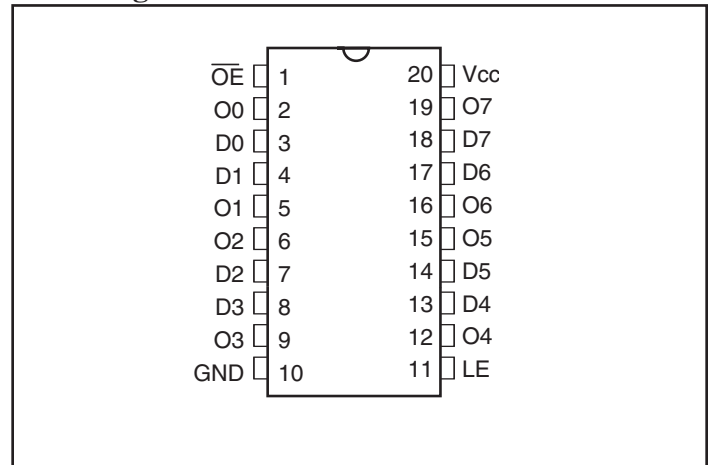 O̅E̅ 1 20 Vcc
O0 2 19 O7
D0 3 18 D7
D1 4 17 D6
O1 5 16 O6
O2 6 15 O5
D2 7 14 D5
D3 8 13 D4
O3 9 12 O4
GND 10 11 LE